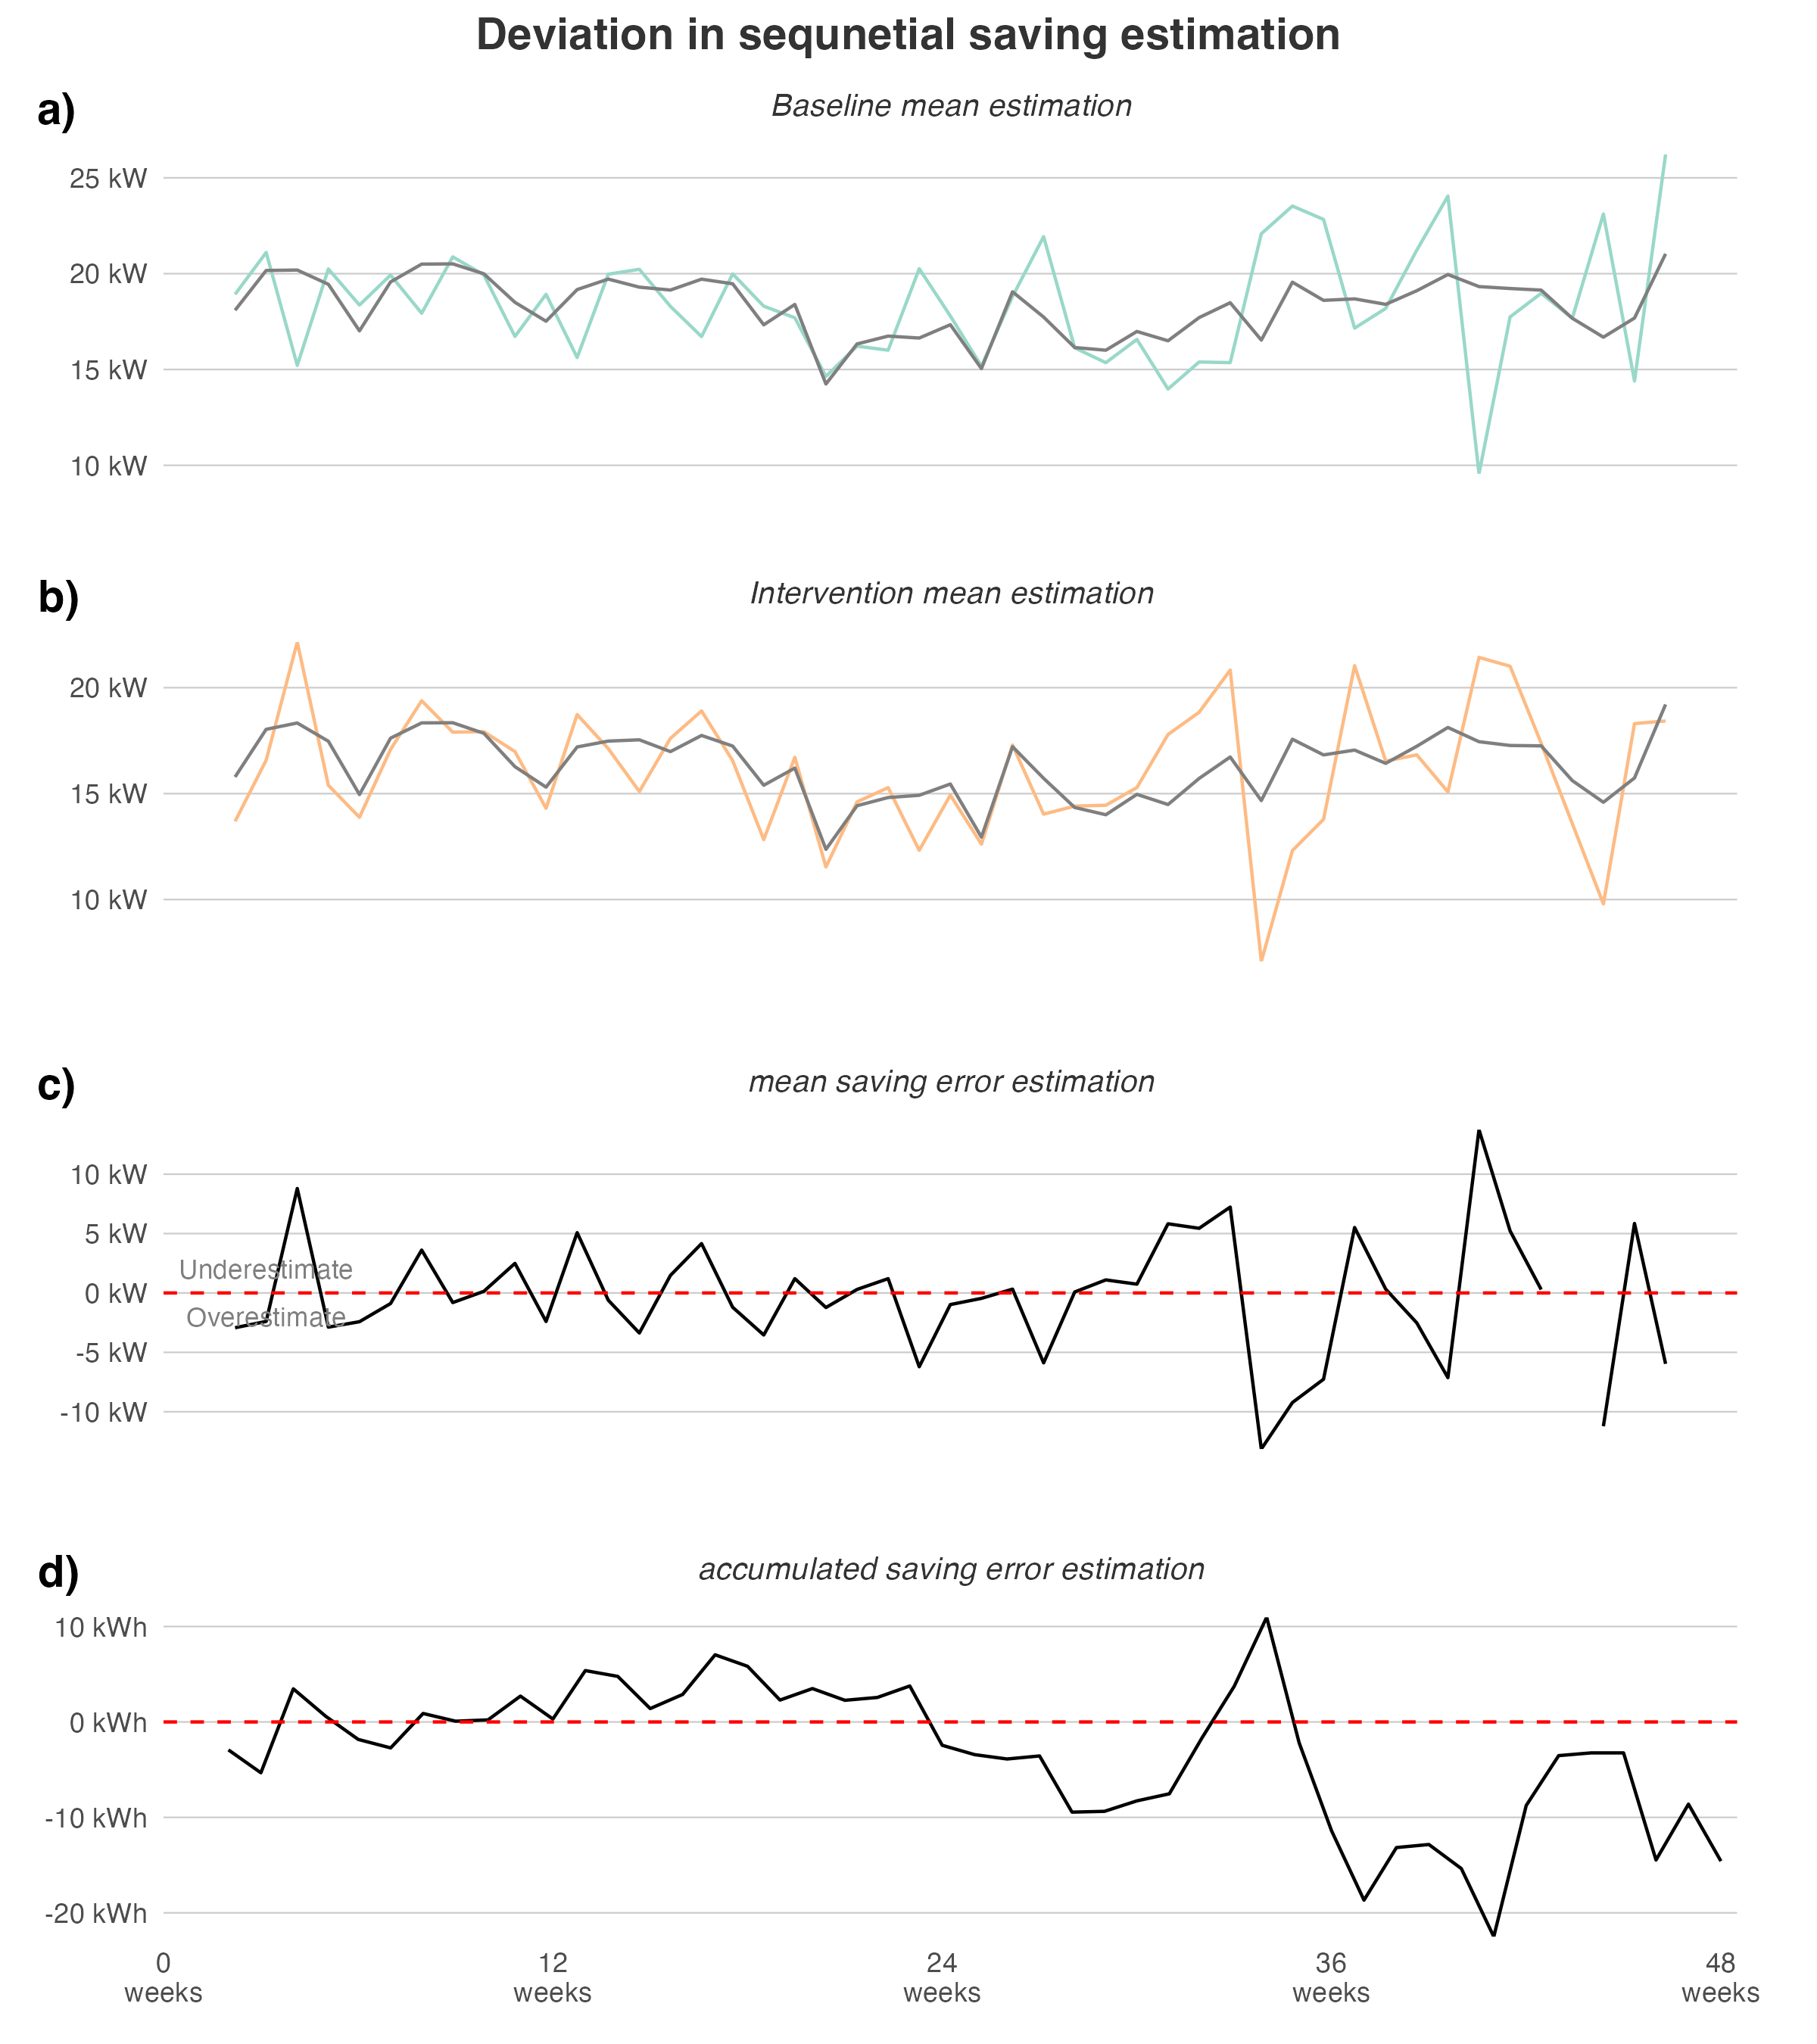 Deviation in sequnetial saving estimation
a)
Baseline mean estimation
25 kW
20 kW
15 kW
10 kW
b)
Intervention mean estimation
20 kW
15 kW
10 kW
c)
mean saving error estimation
10 kW
5 kW
Underestimate
0 kW
Overestimate
-5 kW
-10 kW
d)
accumulated saving error estimation
10 kWh
0 kWh
-10 kWh
-20 kWh
0 12 24 36 48
weeks weeks weeks weeks weeks